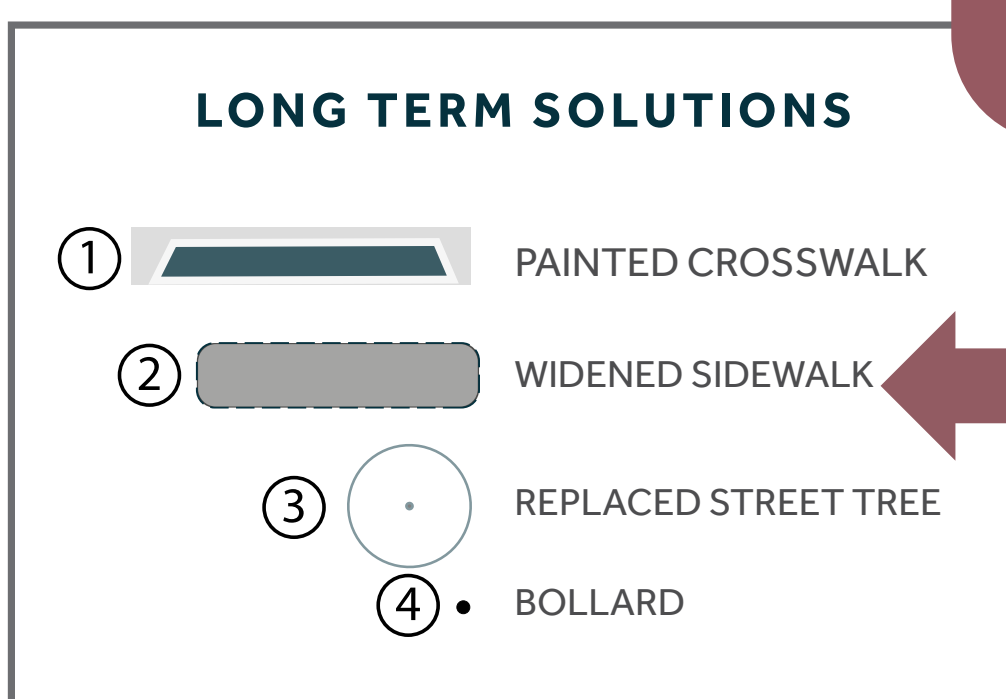 LONG TERM SOLUTIONS
1 PAINTED CROSSWALK
2 WIDENED SIDEWALK
3 REPLACED STREET TREE
4 BOLLARD